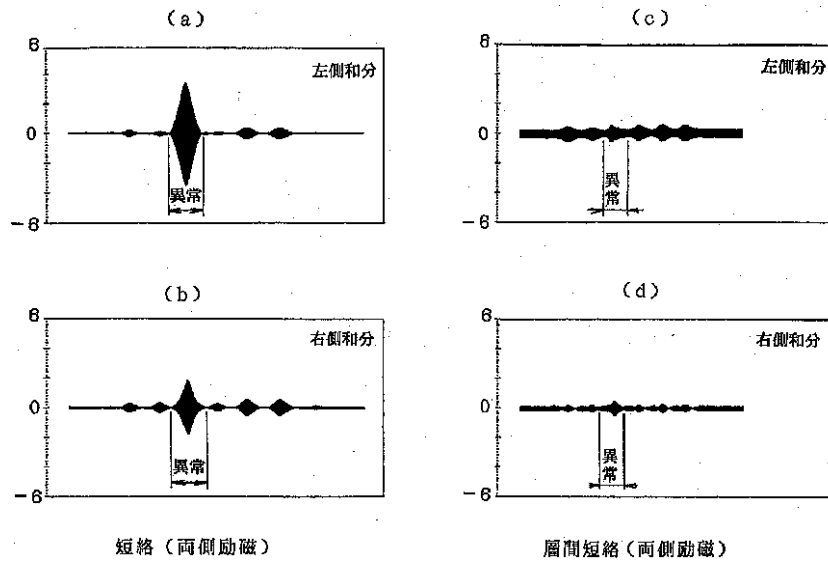 (a)
6
左側和分
0
異常
-6
(b)
6
右側和分
0
異常
-6
短絡(両側励磁)
(c)
8
左側和分
0
異
常
-6
(d)
6
右側和分
0
異
常
-6
層間短絡(両側励磁)